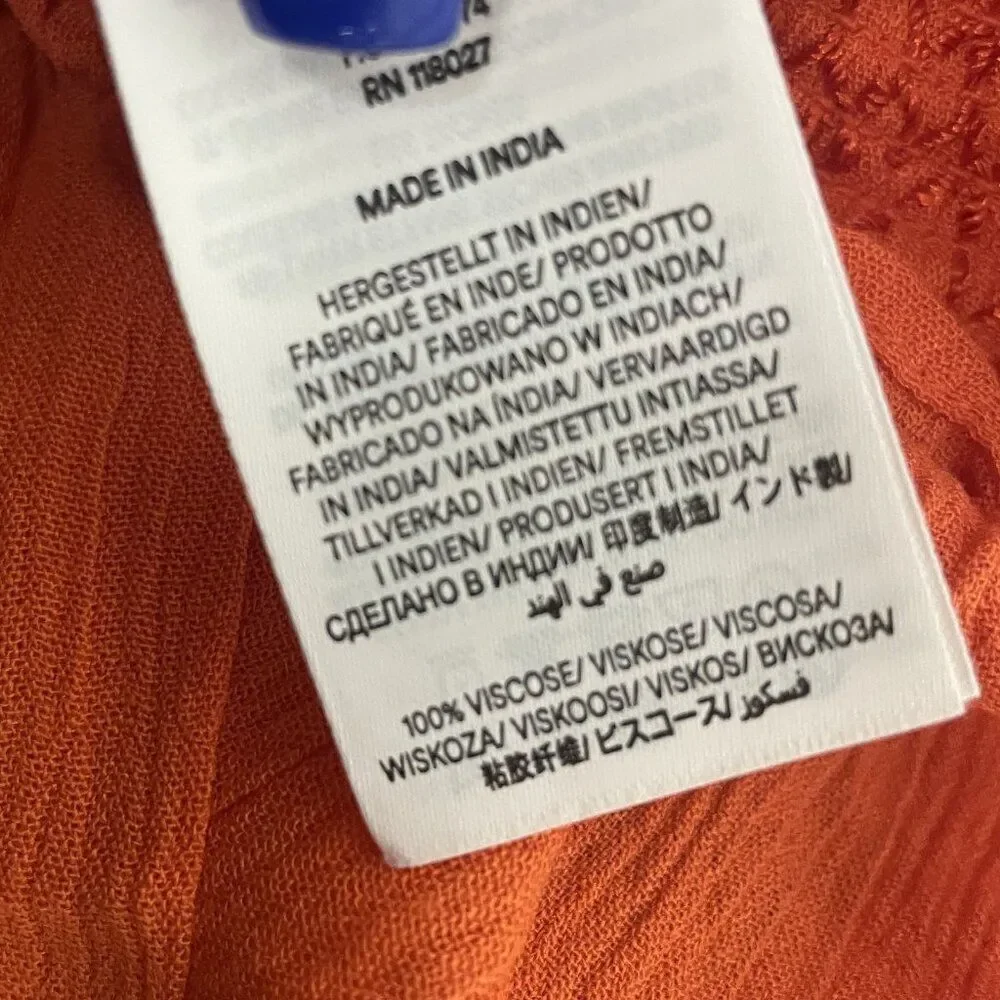 74
RN 118027
MADE IN INDIA
HERGESTELLT IN INDIEN/
FABRIQUÉ EN INDE/ PRODOTTO
IN INDIA/ FABRICADO EN INDIA/
WYPRODUKOWANO W INDIACH/
FABRICADO NA ÍNDIA/ VERVAARDIGD
IN INDIA/ VALMISTETTU INTIASSA/
TILLVERKAD I INDIEN/ FREMSTILLET
I INDIEN/ PRODUSERT I INDIA/
СДЕЛАНО В ИНДИИ/ 印度制造/ インド製/
صنع في الهند
100% VISCOSE/ VISKOSE/ VISCOSA/
WISKOZA/ VISKOOSI/ VISKOS/ ВИСКОЗА/
粘胶纤维/ ビスコース/ فسكوز